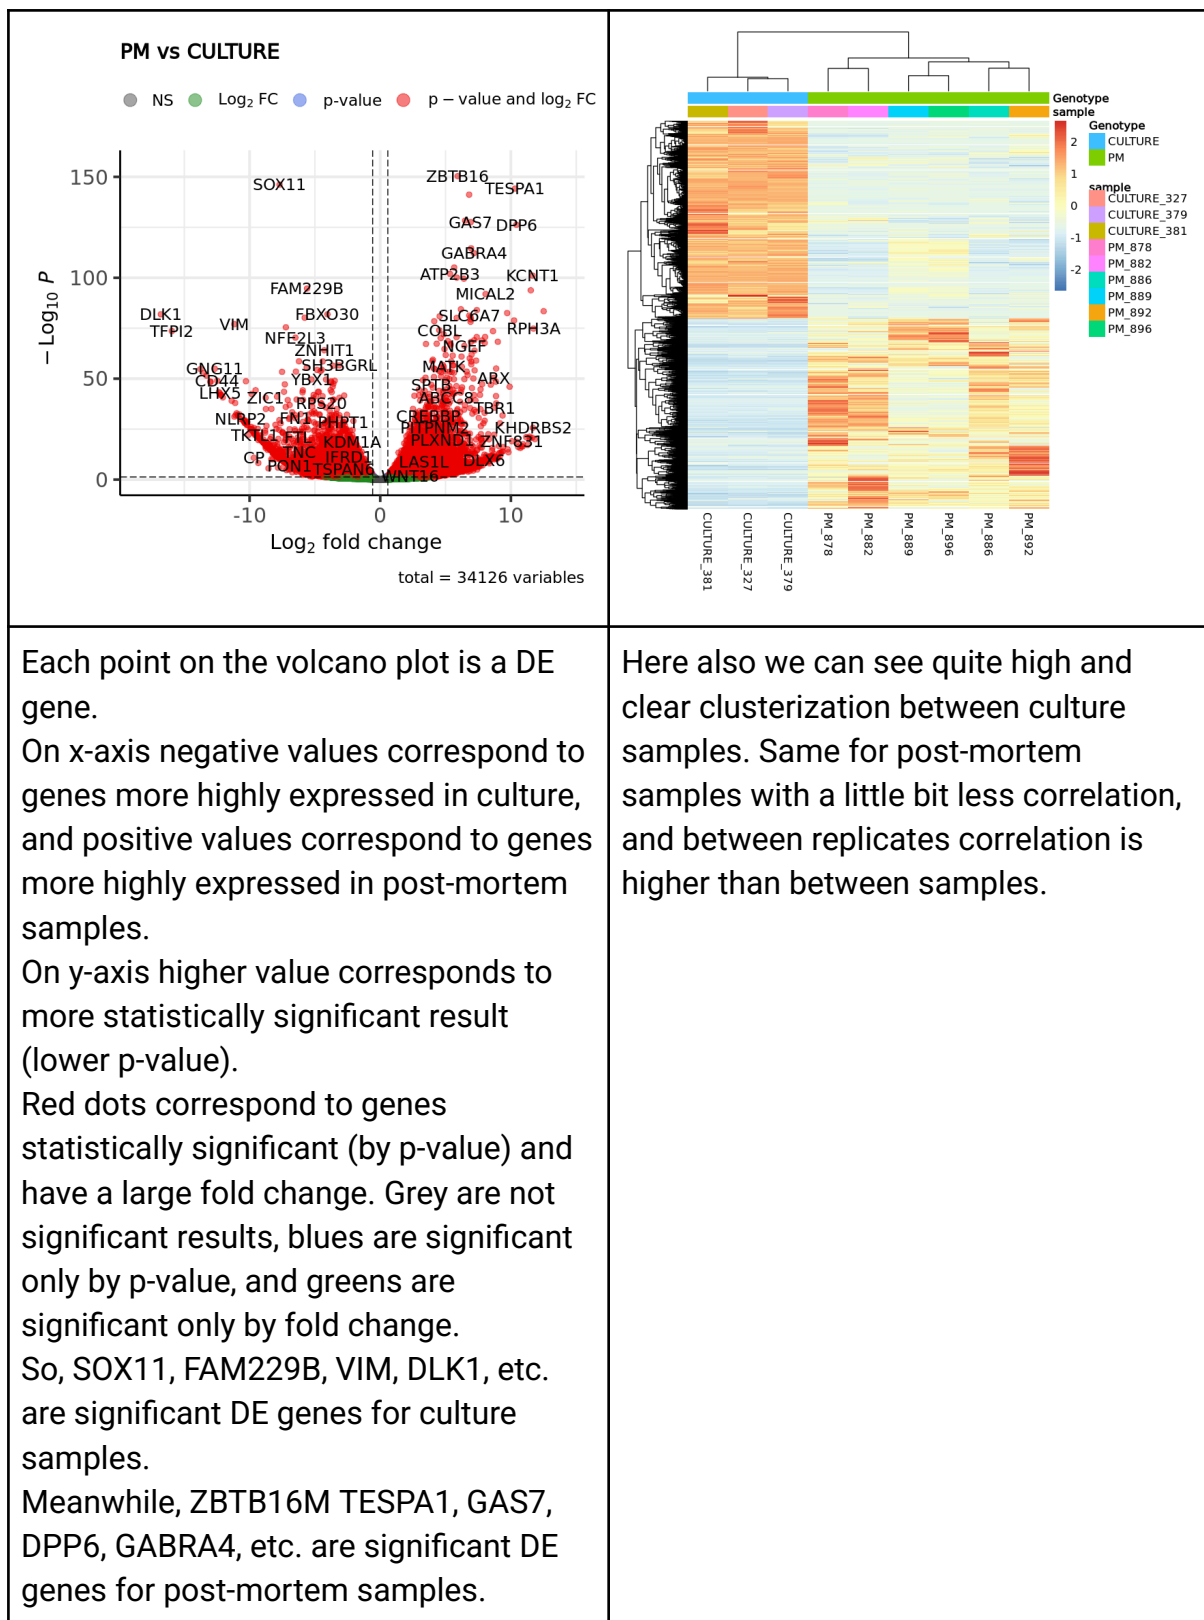 PM vs CULTURE
NS Log2 FC p-value p − value and log2 FC
150
100
50
0
−Log10 P
SOX11
ZBTB16
TESPA1
GAS7
DPP6
GABRA4
ATP2B3
KCNT1
FAM229B
MICAL2
DLK1
FBXO30
SLC6A7
TFPI2
VIM
COBL
RPH3A
NFE2L3
NGEF
ZNHIT1
SH3BGRL
MATK
GNG11
CD44
YBX1
SPTB
ARX
LHX5
ZIC1
RPS20
ABCC8
TBR1
NLRP2
FN1
PHPT1
CREBBP
PITPNM2
KHDRBS2
TKTL1
FTL
KDM1A
PLXND1
ZNF831
CP
TNC
IFRD1
LAS1L
DLX6
PON1
TSPAN6
WNT16
-10 0 10
Log2 fold change
total = 34126 variables
Genotype
sample
2
1
0
-1
-2
Genotype
CULTURE
PM
sample
CULTURE_327
CULTURE_379
CULTURE_381
PM_878
PM_882
PM_886
PM_889
PM_892
PM_896
CULTURE_381
CULTURE_327
CULTURE_379
PM_878
PM_882
PM_889
PM_896
PM_886
PM_892
Each point on the volcano plot is a DE
gene.
On x-axis negative values correspond to
genes more highly expressed in culture,
and positive values correspond to genes
more highly expressed in post-mortem
samples.
On y-axis higher value corresponds to
more statistically significant result
(lower p-value).
Red dots correspond to genes
statistically significant (by p-value) and
have a large fold change. Grey are not
significant results, blues are significant
only by p-value, and greens are
significant only by fold change.
So, SOX11, FAM229B, VIM, DLK1, etc.
are significant DE genes for culture
samples.
Meanwhile, ZBTB16M TESPA1, GAS7,
DPP6, GABRA4, etc. are significant DE
genes for post-mortem samples.
Here also we can see quite high and
clear clusterization between culture
samples. Same for post-mortem
samples with a little bit less correlation,
and between replicates correlation is
higher than between samples.